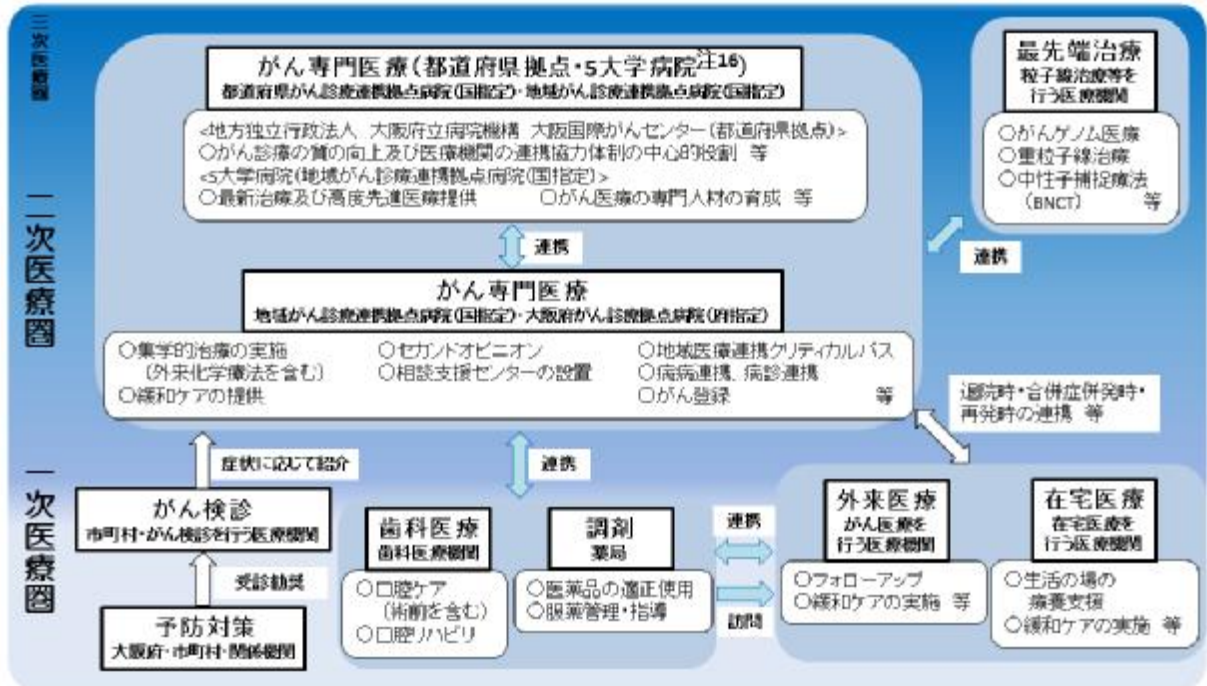 三次医療圏
がん専門医療(都道府県拠点・5大学病院注16)
都道府県がん診療連携拠点病院(国指定)・地域がん診療連携拠点病院(国指定)
<地方独立行政法人 大阪府立病院機構 大阪国際がんセンター(都道府県拠点)>
○がん診療の質の向上及び医療機関の連携協力体制の中心的役割 等
<5大学病院(地域がん診療連携拠点病院(国指定)>
○最新治療及び高度先進医療提供 ○がん医療の専門人材の育成 等
最先端治療
粒子線治療等を
行う医療機関
○がんゲノム医療
○重粒子線治療
○中性子捕捉療法
(BNCT) 等
連携
連携
二次医療圏
がん専門医療
地域がん診療連携拠点病院(国指定)・大阪府がん診療拠点病院(府指定)
○集学的治療の実施
(外来化学療法を含む)
○緩和ケアの提供
○セカンドオピニオン
○相談支援センターの設置
○地域医療連携クリティカルパス
○病病連携、病診連携
○がん登録 等
退院時・合併症併発時・
再発時の連携 等
症状に応じて紹介
連携
一次医療圏
がん検診
市町村・がん検診を行う医療機関
受診勧奨
予防対策
大阪府・市町村・関係機関
歯科医療
歯科医療機関
○口腔ケア
(術前を含む)
○口腔リハビリ
調剤
薬局
○医薬品の適正使用
○服薬管理・指導
連携
訪問
外来医療
がん医療を
行う医療機関
○フォローアップ
○緩和ケアの実施 等
在宅医療
在宅医療を
行う医療機関
○生活の場の
療養支援
○緩和ケアの実施 等